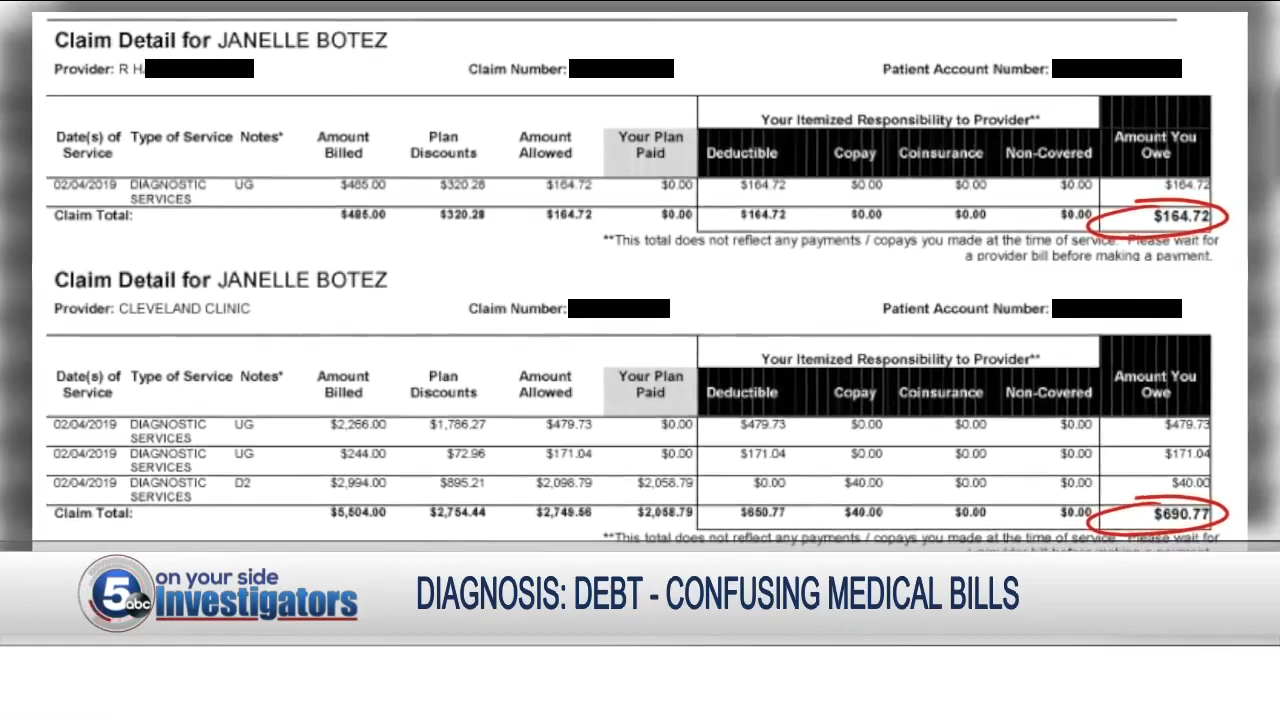 Claim Detail for JANELLE BOTEZ
Provider: R H Claim Number: Patient Account Number:
Your Itemized Responsibility to Provider**
Date(s) of Service Type of Service Notes* Amount Billed Plan Discounts Amount Allowed Your Plan Paid Deductible Copay Coinsurance Non-Covered Amount You Owe
02/04/2019 DIAGNOSTIC SERVICES UG $485.00 $320.28 $164.72 $0.00 $164.72 $0.00 $0.00 $0.00 $164.72
Claim Total: $485.00 $320.28 $164.72 $0.00 $164.72 $0.00 $0.00 $0.00 $164.72
**This total does not reflect any payments / copays you made at the time of service. Please wait for
a provider bill before making a payment.
Claim Detail for JANELLE BOTEZ
Provider: CLEVELAND CLINIC Claim Number: Patient Account Number:
Your Itemized Responsibility to Provider**
Date(s) of Service Type of Service Notes* Amount Billed Plan Discounts Amount Allowed Your Plan Paid Deductible Copay Coinsurance Non-Covered Amount You Owe
02/04/2019 DIAGNOSTIC SERVICES UG $2,266.00 $1,786.27 $479.73 $0.00 $479.73 $0.00 $0.00 $0.00 $479.73
02/04/2019 DIAGNOSTIC SERVICES UG $244.00 $72.96 $171.04 $0.00 $171.04 $0.00 $0.00 $0.00 $171.04
02/04/2019 DIAGNOSTIC SERVICES D2 $2,994.00 $895.21 $2,098.79 $2,058.79 $0.00 $40.00 $0.00 $0.00 $40.00
Claim Total: $5,504.00 $2,754.44 $2,749.56 $2,058.79 $650.77 $40.00 $0.00 $0.00 $690.77
**This total does not reflect any payments / copays you made at the time of service. Please wait for
a provider bill before making a payment.
5 abc on your side Investigators
DIAGNOSIS: DEBT - CONFUSING MEDICAL BILLS